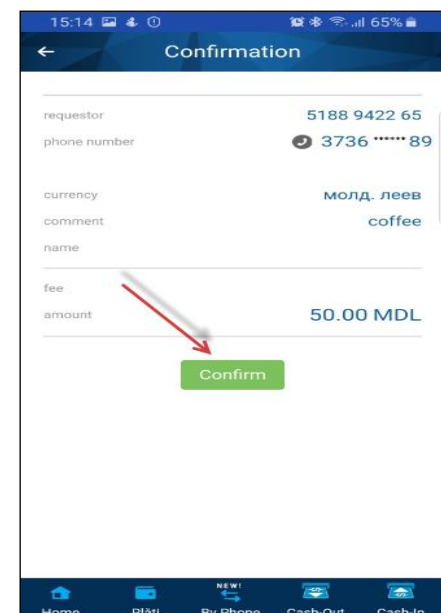 15:14 65%
Confirmation
requestor 5188 9422 65
phone number 3736 ****** 89
currency молд. леев
comment coffee
name
fee
amount 50.00 MDL
Confirm
NEW!
Home Plăți By Phone Cash-Out Cash-In